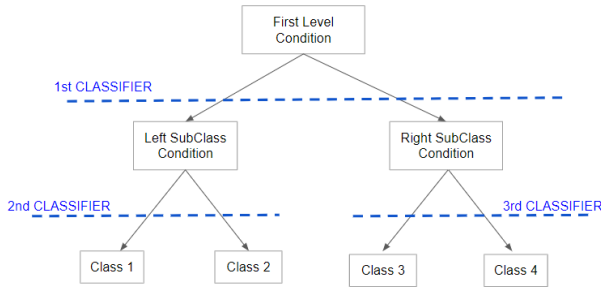 First Level
Condition
1st CLASSIFIER
Left SubClass
Condition
Right SubClass
Condition
2nd CLASSIFIER
3rd CLASSIFIER
Class 1
Class 2
Class 3
Class 4